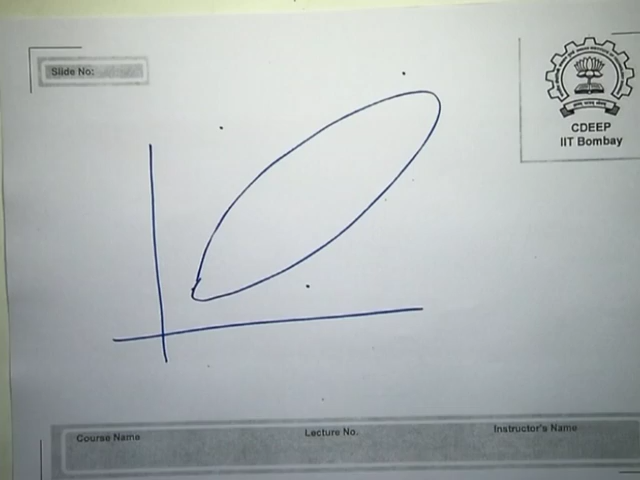 Slide No:
CDEEP
IIT Bombay
Course Name
Lecture No.
Instructor's Name